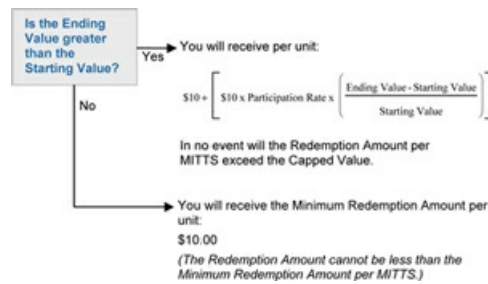 Is the Ending
Value greater
than the
Starting Value?
Yes
You will receive per unit:
$10 + [ $10 x Participation Rate x ( Ending Value - Starting Value
Starting Value ) ]
In no event will the Redemption Amount per
MITTS exceed the Capped Value.
No
You will receive the Minimum Redemption Amount per
unit:
$10.00
(The Redemption Amount cannot be less than the
Minimum Redemption Amount per MITTS.)